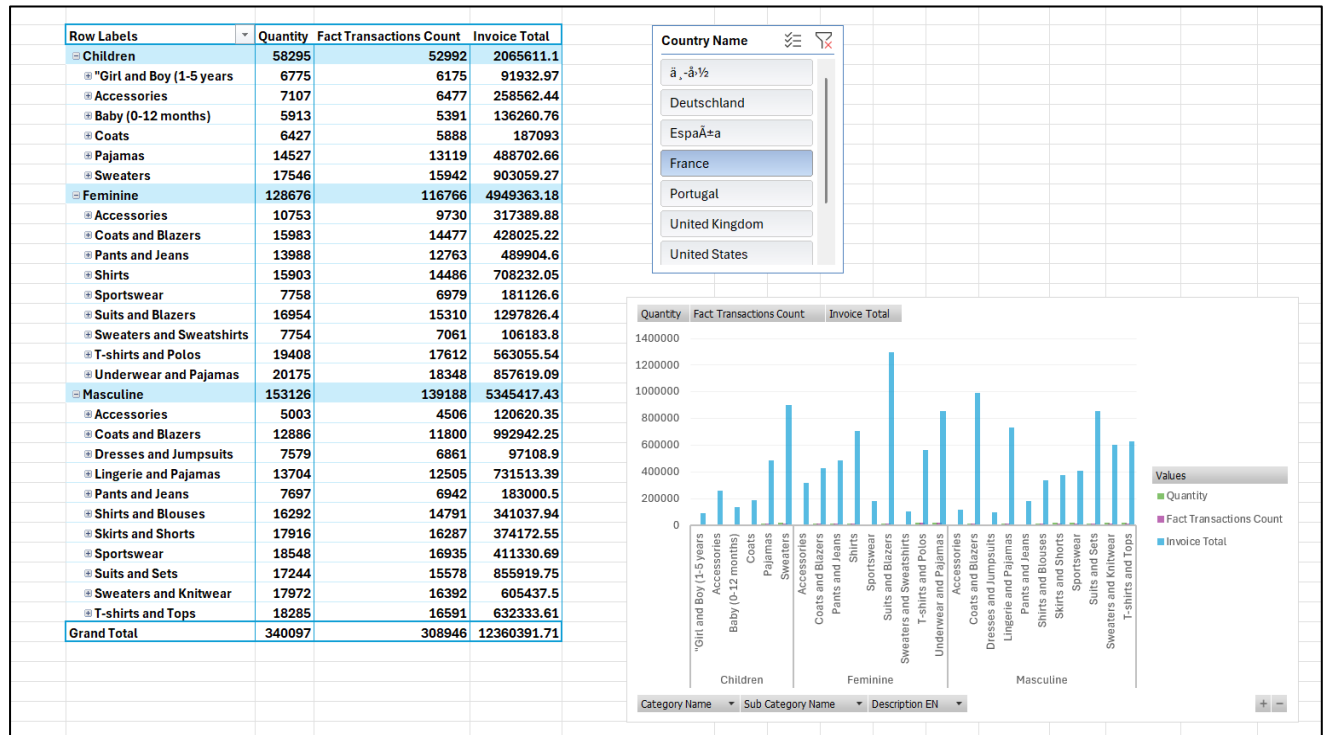 Row Labels Quantity Fact Transactions Count Invoice Total
Children 58295 52992 2065611.1
"Girl and Boy (1-5 years 6775 6175 91932.97
Accessories 7107 6477 258562.44
Baby (0-12 months) 5913 5391 136260.76
Coats 6427 5888 187093
Pajamas 14527 13119 488702.66
Sweaters 17546 15942 903059.27
Feminine 128676 116766 4949363.18
Accessories 10753 9730 317389.88
Coats and Blazers 15983 14477 428025.22
Pants and Jeans 13988 12763 489904.6
Shirts 15903 14486 708232.05
Sportswear 7758 6979 181126.6
Suits and Blazers 16954 15310 1297826.4
Sweaters and Sweatshirts 7754 7061 106183.8
T-shirts and Polos 19408 17612 563055.54
Underwear and Pajamas 20175 18348 857619.09
Masculine 153126 139188 5345417.43
Accessories 5003 4506 120620.35
Coats and Blazers 12886 11800 992942.25
Dresses and Jumpsuits 7579 6861 97108.9
Lingerie and Pajamas 13704 12505 731513.39
Pants and Jeans 7697 6942 183000.5
Shirts and Blouses 16292 14791 341037.94
Skirts and Shorts 17916 16287 374172.55
Sportswear 18548 16935 411330.69
Suits and Sets 17244 15578 855919.75
Sweaters and Knitwear 17972 16392 605437.5
T-shirts and Tops 18285 16591 632333.61
Grand Total 340097 308946 12360391.71
Country Name
ä¸­å›½
Deutschland
EspaÃ±a
France
Portugal
United Kingdom
United States
Quantity Fact Transactions Count Invoice Total
1400000
1200000
1000000
800000
600000
400000
200000
0
"Girl and Boy (1-5 years
Accessories
Baby (0-12 months)
Coats
Pajamas
Sweaters
Accessories
Coats and Blazers
Pants and Jeans
Shirts
Sportswear
Suits and Blazers
Sweaters and Sweatshirts
T-shirts and Polos
Underwear and Pajamas
Accessories
Coats and Blazers
Dresses and Jumpsuits
Lingerie and Pajamas
Pants and Jeans
Shirts and Blouses
Skirts and Shorts
Sportswear
Suits and Sets
Sweaters and Knitwear
T-shirts and Tops
Children Feminine Masculine
Values
Quantity
Fact Transactions Count
Invoice Total
Category Name Sub Category Name Description EN